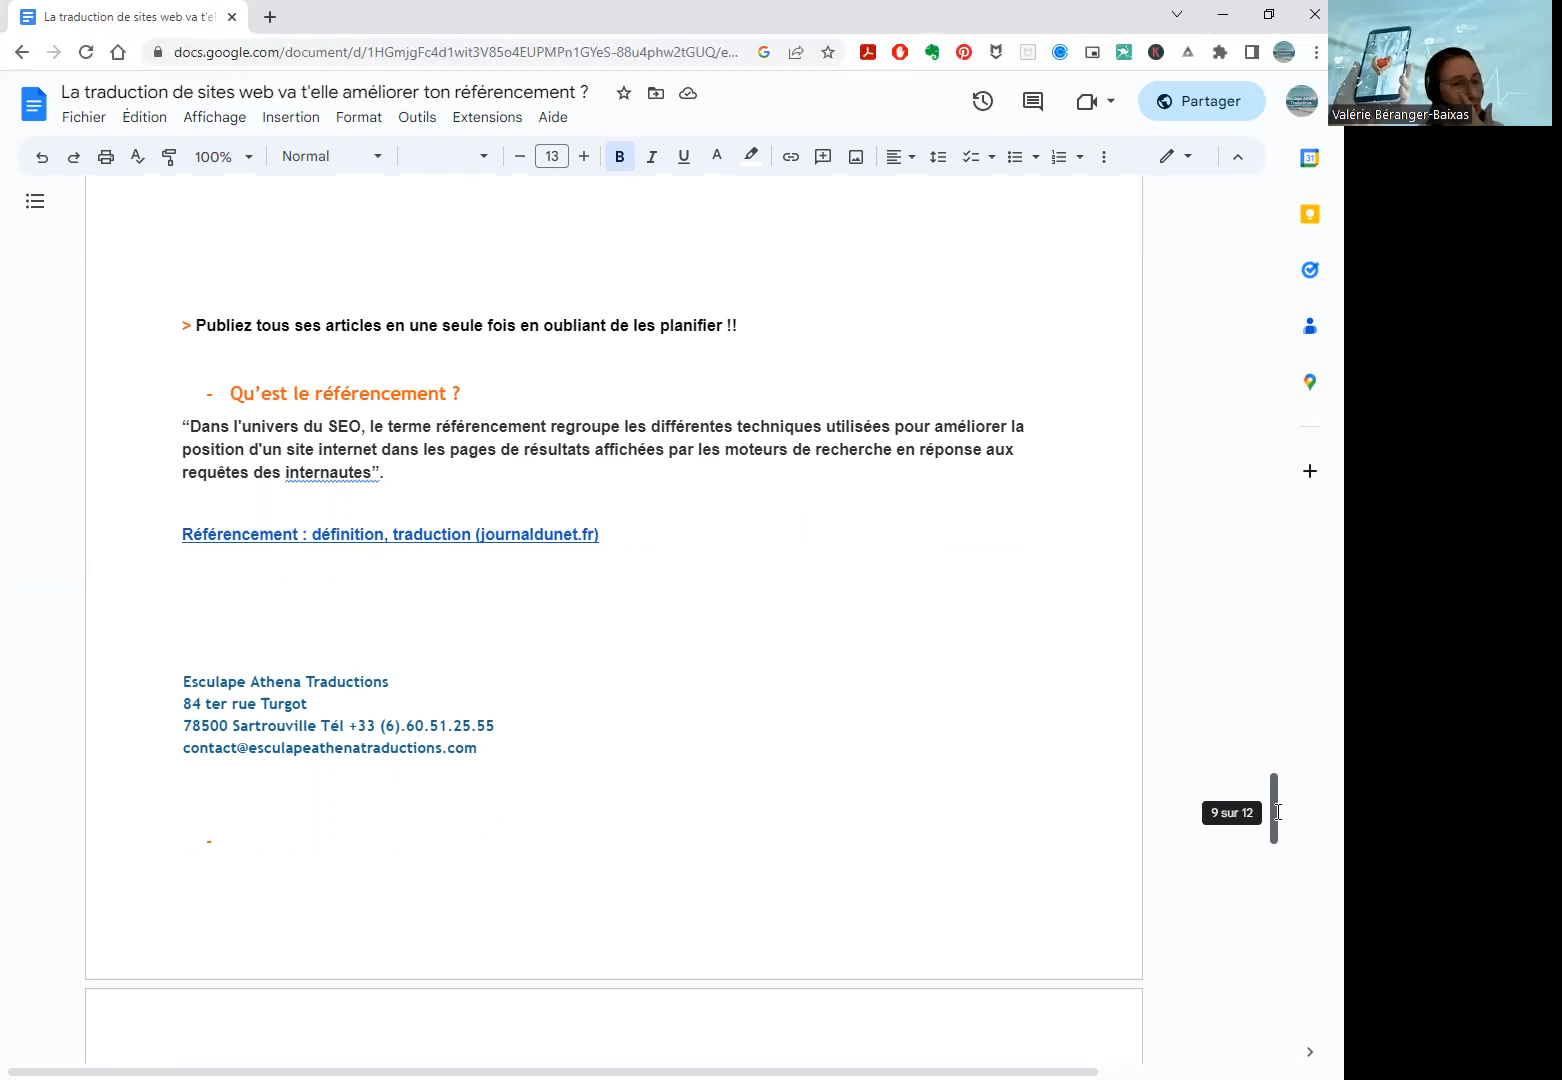 La traduction de sites web va t'el
docs.google.com/document/d/1HGmjgFc4d1wit3V85o4EUPMPn1GYeS-88u4phw2tGUQ/e...
La traduction de sites web va t'elle améliorer ton référencement ?
Fichier Édition Affichage Insertion Format Outils Extensions Aide
Partager
Valérie Béranger-Baixas
100% Normal 13 B I U A
31
> Publiez tous ses articles en une seule fois en oubliant de les planifier !!
- Qu’est le référencement ?
“Dans l'univers du SEO, le terme référencement regroupe les différentes techniques utilisées pour améliorer la
position d'un site internet dans les pages de résultats affichées par les moteurs de recherche en réponse aux
requêtes des internautes”.
Référencement : définition, traduction (journaldunet.fr)
Esculape Athena Traductions
84 ter rue Turgot
78500 Sartrouville Tél +33 (6).60.51.25.55
contact@esculapeathenatraductions.com
9 sur 12
-